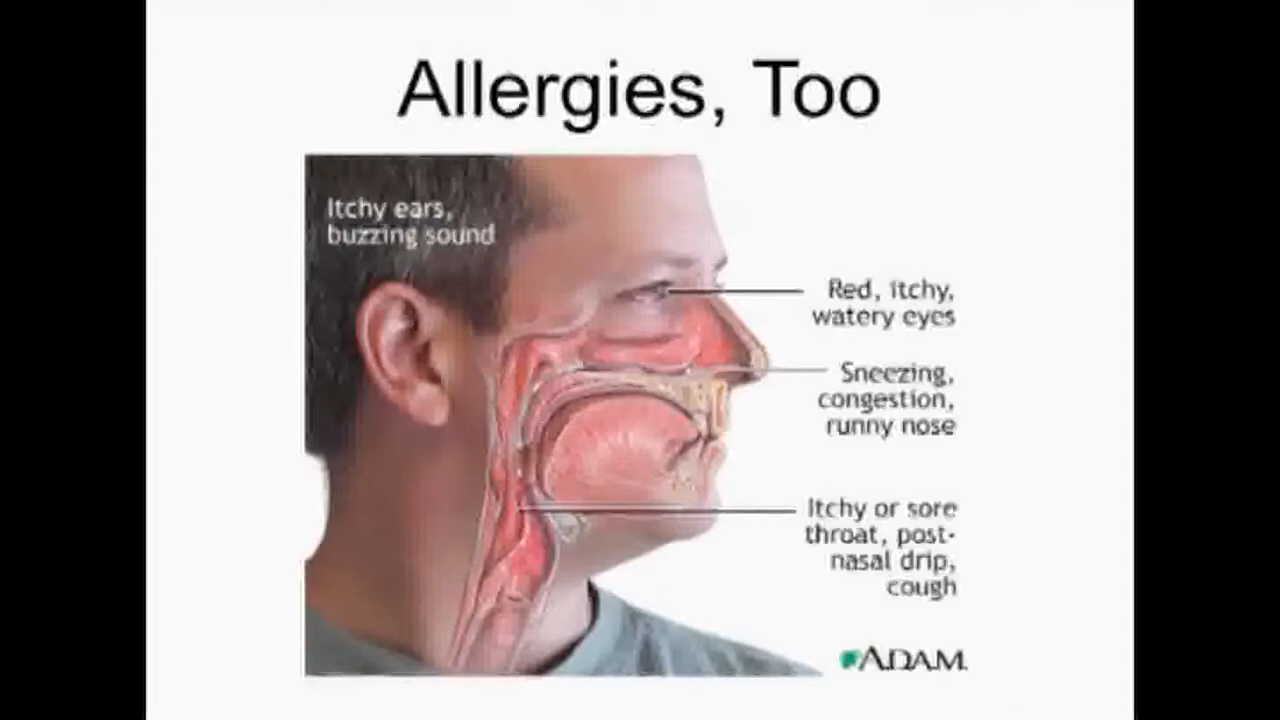 Allergies, Too
Itchy ears,
buzzing sound
Red, itchy,
watery eyes
Sneezing,
congestion,
runny nose
Itchy or sore
throat, post-
nasal drip,
cough
A.D.A.M.